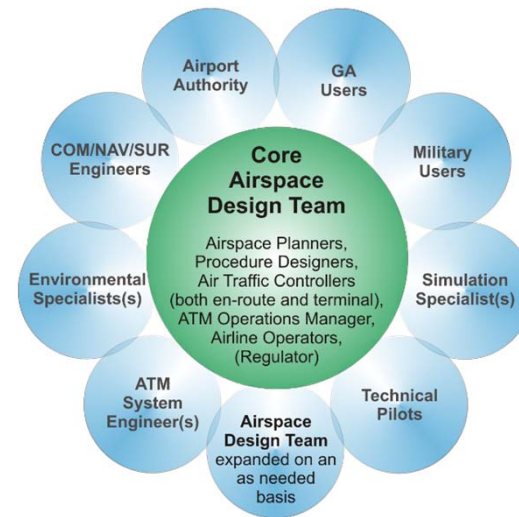 Airport
Authority
GA
Users
COM/NAV/SUR
Engineers
Military
Users
Core
Airspace
Design Team
Airspace Planners,
Procedure Designers,
Air Traffic Controllers
(both en-route and terminal),
ATM Operations Manager,
Airline Operators,
(Regulator)
Environmental
Specialists(s)
Simulation
Specialist(s)
ATM
System
Engineer(s)
Technical
Pilots
Airspace
Design Team
expanded on an
as needed
basis